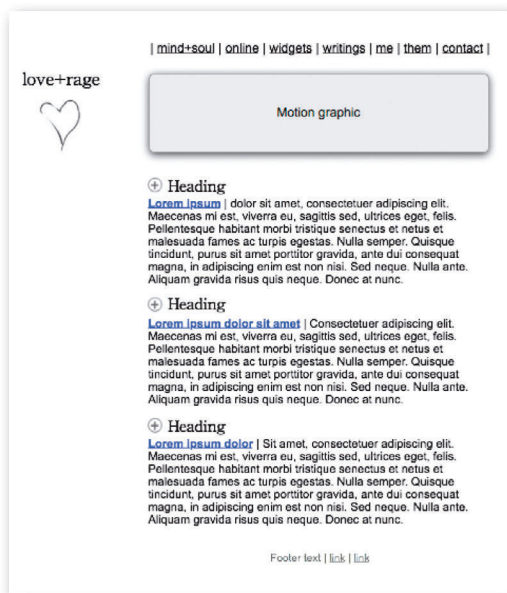 | mind+soul | online | widgets | writings | me | them | contact |
love+rage
Motion graphic
Heading
Lorem ipsum | dolor sit amet, consectetuer adipiscing elit.
Maecenas mi est, viverra eu, sagittis sed, ultrices eget, felis.
Pellentesque habitant morbi tristique senectus et netus et
malesuada fames ac turpis egestas. Nulla semper. Quisque
tincidunt, purus sit amet porttitor gravida, ante dui consequat
magna, in adipiscing enim est non nisi. Sed neque. Nulla ante.
Aliquam gravida risus quis neque. Donec at nunc.
Heading
Lorem ipsum dolor sit amet | Consectetuer adipiscing elit.
Maecenas mi est, viverra eu, sagittis sed, ultrices eget, felis.
Pellentesque habitant morbi tristique senectus et netus et
malesuada fames ac turpis egestas. Nulla semper. Quisque
tincidunt, purus sit amet porttitor gravida, ante dui consequat
magna, in adipiscing enim est non nisi. Sed neque. Nulla ante.
Aliquam gravida risus quis neque. Donec at nunc.
Heading
Lorem ipsum dolor | Sit amet, consectetuer adipiscing elit.
Maecenas mi est, viverra eu, sagittis sed, ultrices eget, felis.
Pellentesque habitant morbi tristique senectus et netus et
malesuada fames ac turpis egestas. Nulla semper. Quisque
tincidunt, purus sit amet porttitor gravida, ante dui consequat
magna, in adipiscing enim est non nisi. Sed neque. Nulla ante.
Aliquam gravida risus quis neque. Donec at nunc.
Footer text | link | link